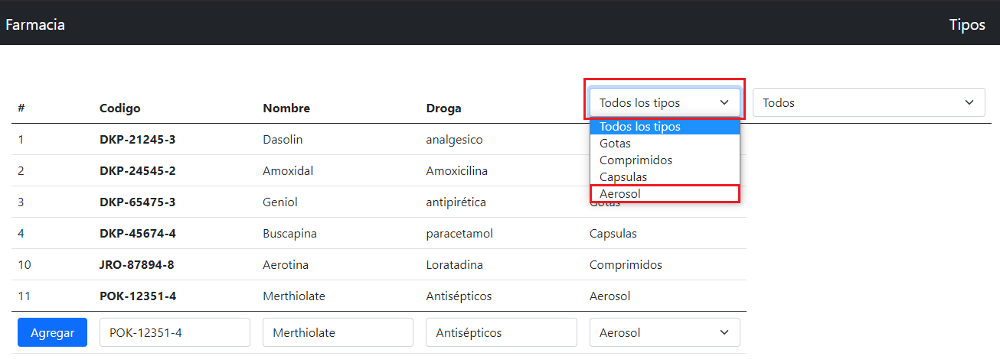 Farmacia Tipos
# Codigo Nombre Droga Todos los tipos Todos
Todos los tipos
1 DKP-21245-3 Dasolin analgesico
Gotas
Comprimidos
2 DKP-24545-2 Amoxidal Amoxicilina
Capsulas
Aerosol
3 DKP-65475-3 Geniol antipirética Gotas
4 DKP-45674-4 Buscapina paracetamol Capsulas
10 JRO-87894-8 Aerotina Loratadina Comprimidos
11 POK-12351-4 Merthiolate Antisépticos Aerosol
Agregar POK-12351-4 Merthiolate Antisépticos Aerosol